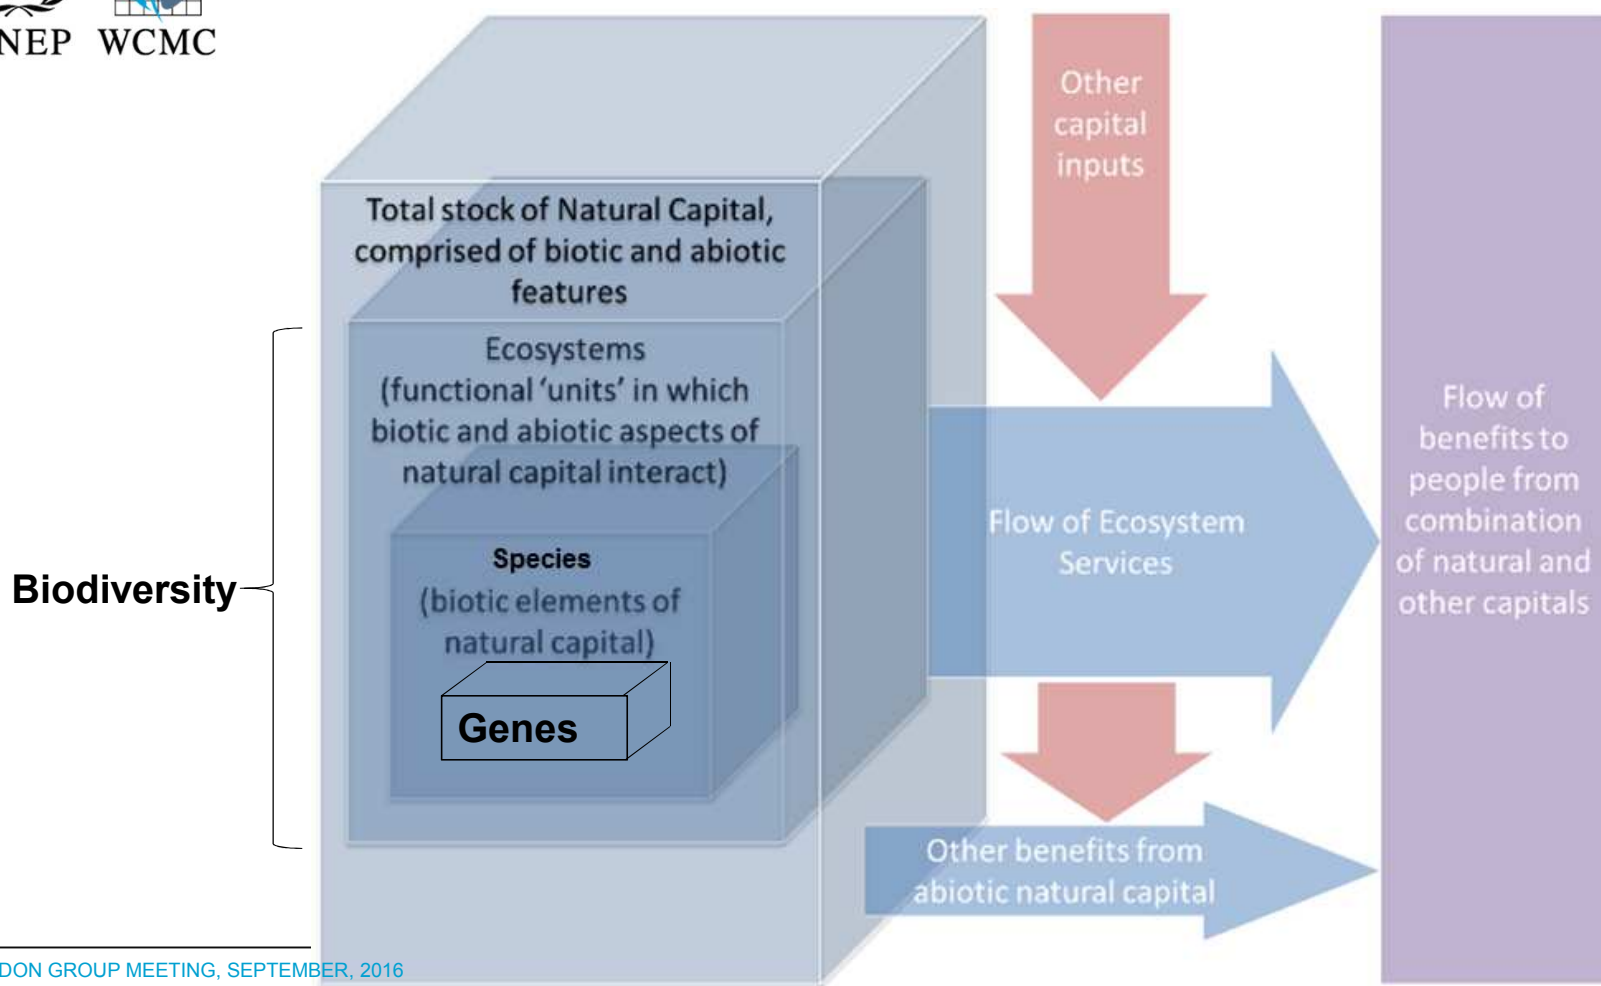 NEP WCMC
Other
capital
inputs
Total stock of Natural Capital,
comprised of biotic and abiotic
features
Ecosystems
(functional ‘units’ in which
biotic and abiotic aspects of
natural capital interact)
Species
(biotic elements of
natural capital)
Genes
Biodiversity
Flow of Ecosystem
Services
Other benefits from
abiotic natural capital
Flow of
benefits to
people from
combination
of natural and
other capitals
DON GROUP MEETING, SEPTEMBER, 2016